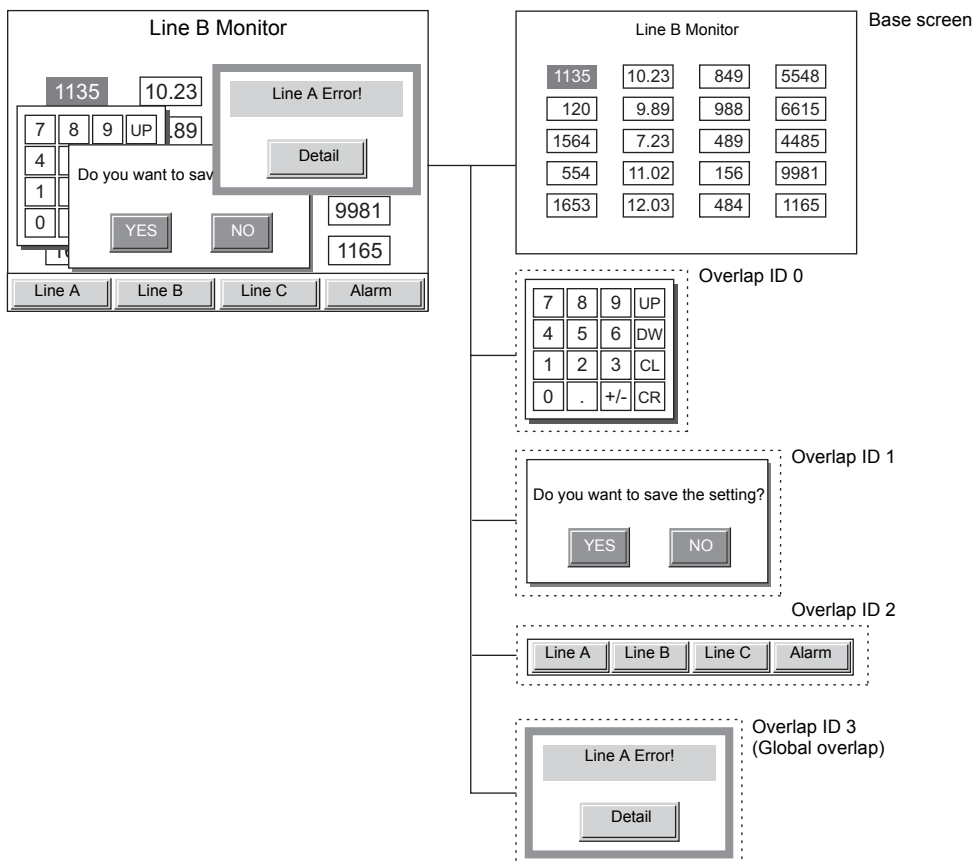 Line B Monitor
1135 10.23
.89
7 8 9 UP
4
1
0
Do you want to sav
YES NO
Line A Error!
Detail
9981
1165
Line A Line B Line C Alarm
Base screen
Line B Monitor
1135 10.23 849 5548
120 9.89 988 6615
1564 7.23 489 4485
554 11.02 156 9981
1653 12.03 484 1165
Overlap ID 0
7 8 9 UP
4 5 6 DW
1 2 3 CL
0 . +/- CR
Overlap ID 1
Do you want to save the setting?
YES NO
Overlap ID 2
Line A Line B Line C Alarm
Overlap ID 3
(Global overlap)
Line A Error!
Detail